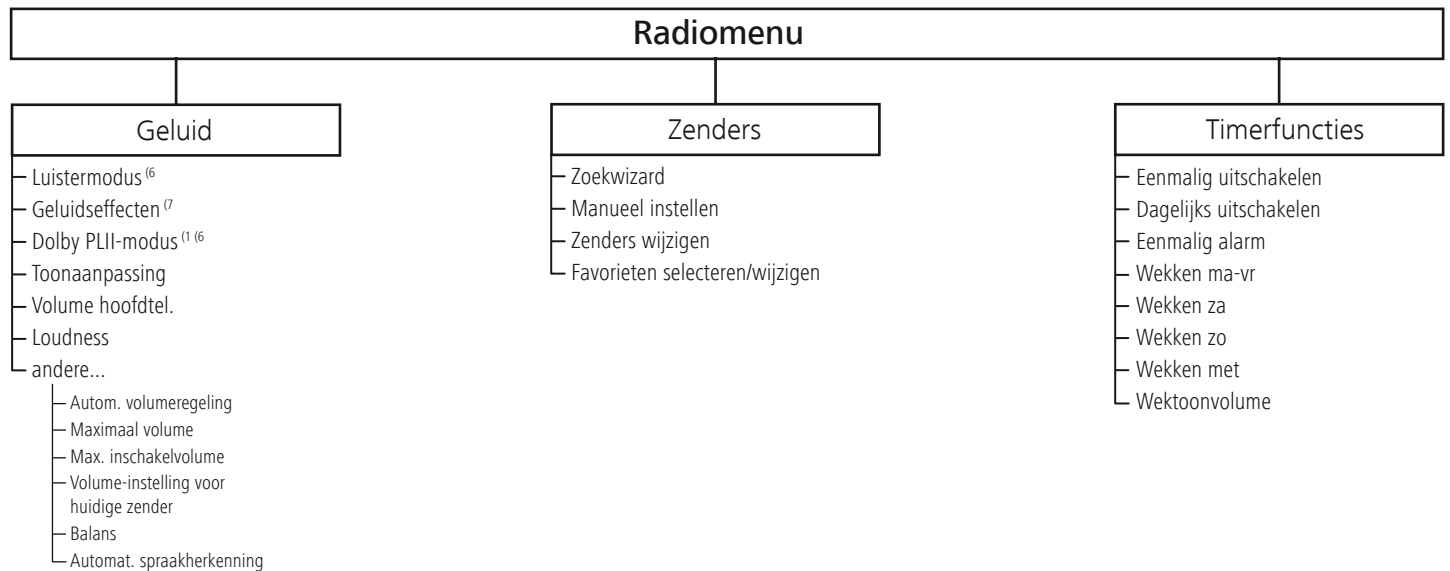 Radiomenu
Geluid
Luistermodus (6
Geluidseffecten (7
Dolby PLII-modus (1 (6
Toonaanpassing
Volume hoofdtel.
Loudness
andere...
Autom. volumeregeling
Maximaal volume
Max. inschakelvolume
Volume-instelling voor
huidige zender
Balans
Automat. spraakherkenning
Zenders
Zoekwizard
Manueel instellen
Zenders wijzigen
Favorieten selecteren/wijzigen
Timerfuncties
Eenmalig uitschakelen
Dagelijks uitschakelen
Eenmalig alarm
Wekken ma-vr
Wekken za
Wekken zo
Wekken met
Wektoonvolume